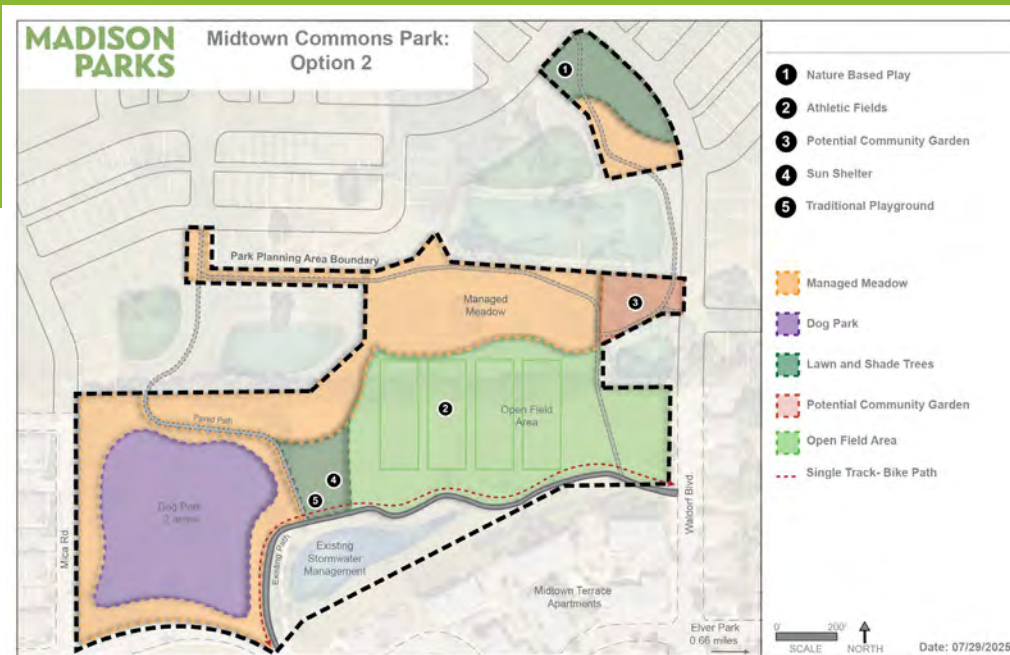 MADISON
PARKS
Midtown Commons Park:
Option 2
1
Park Planning Area Boundary
Managed
Meadow
3
2
Open Field
Area
Paved Path
4
5
Dog Park
2 acres
Mica Rd.
Existing Path
Existing
Stormwater
Management
Waldorf Blvd.
Midtown Terrace
Apartments
Elver Park
0.66 miles
1 Nature Based Play
2 Athletic Fields
3 Potential Community Garden
4 Sun Shelter
5 Traditional Playground
Managed Meadow
Dog Park
Lawn and Shade Trees
Potential Community Garden
Open Field Area
Single Track- Bike Path
0' 200'
SCALE NORTH
Date: 07/29/2025